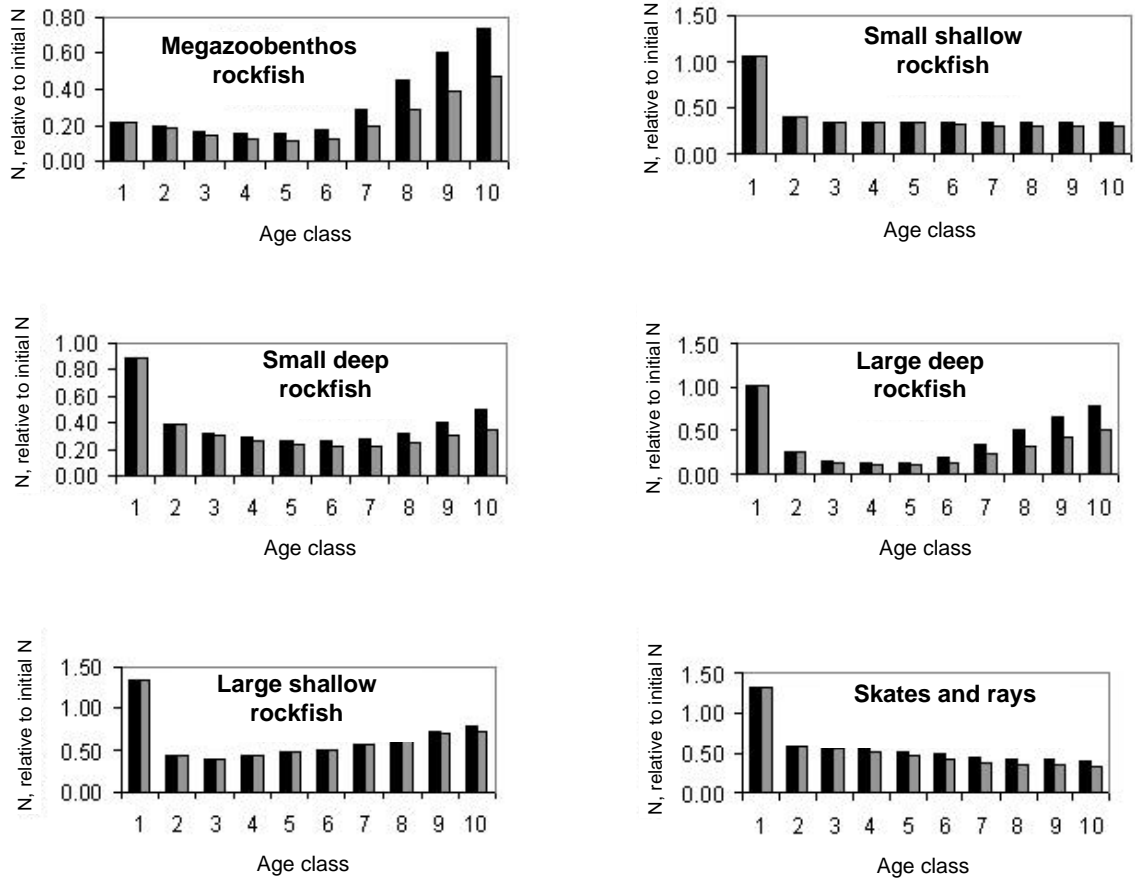 N, relative to initial N
0.80
0.60
0.40
0.20
0.00
Megazoobenthos
rockfish
1 2 3 4 5 6 7 8 9 10
Age class
N, relative to initial N
1.50
1.00
0.50
0.00
Small shallow
rockfish
1 2 3 4 5 6 7 8 9 10
Age class
N, relative to initial N
1.00
0.80
0.60
0.40
0.20
0.00
Small deep
rockfish
1 2 3 4 5 6 7 8 9 10
Age class
N, relative to initial N
1.50
1.00
0.50
0.00
Large deep
rockfish
1 2 3 4 5 6 7 8 9 10
Age class
N, relative to initial N
1.50
1.00
0.50
0.00
Large shallow
rockfish
1 2 3 4 5 6 7 8 9 10
Age class
N, relative to initial N
1.50
1.00
0.50
0.00
Skates and rays
1 2 3 4 5 6 7 8 9 10
Age class